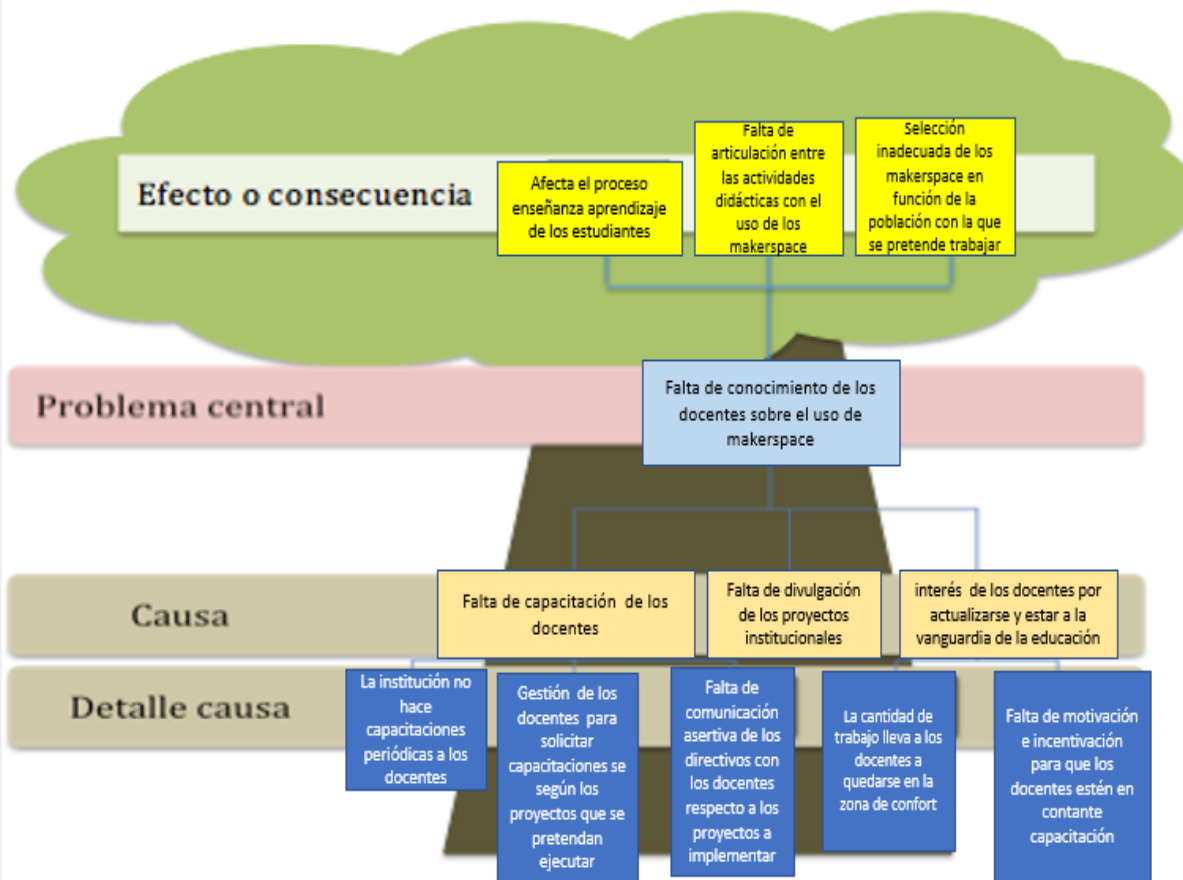 Efecto o consecuencia
Afecta el proceso
enseñanza aprendizaje
de los estudiantes
Falta de
articulación entre
las actividades
didácticas con el
uso de los
makerspace
Selección
inadecuada de los
makerspace en
función de la
población con la que
se pretende trabajar
Problema central
Falta de conocimiento de los
docentes sobre el uso de
makerspace
Causa
Falta de capacitación de los
docentes
Falta de divulgación
de los proyectos
institucionales
interés de los docentes por
actualizarse y estar a la
vanguardia de la educación
Detalle causa
La institución no
hace
capacitaciones
periódicas a los
docentes
Gestión de los
docentes para
solicitar
capacitaciones se
según los
proyectos que se
pretendan
ejecutar
Falta de
comunicación
asertiva de los
directivos con
los docentes
respecto a los
proyectos a
implementar
La cantidad de
trabajo lleva a los
docentes a
quedarse en la
zona de confort
Falta de motivación
e incentivación
para que los
docentes estén en
contante
capacitación